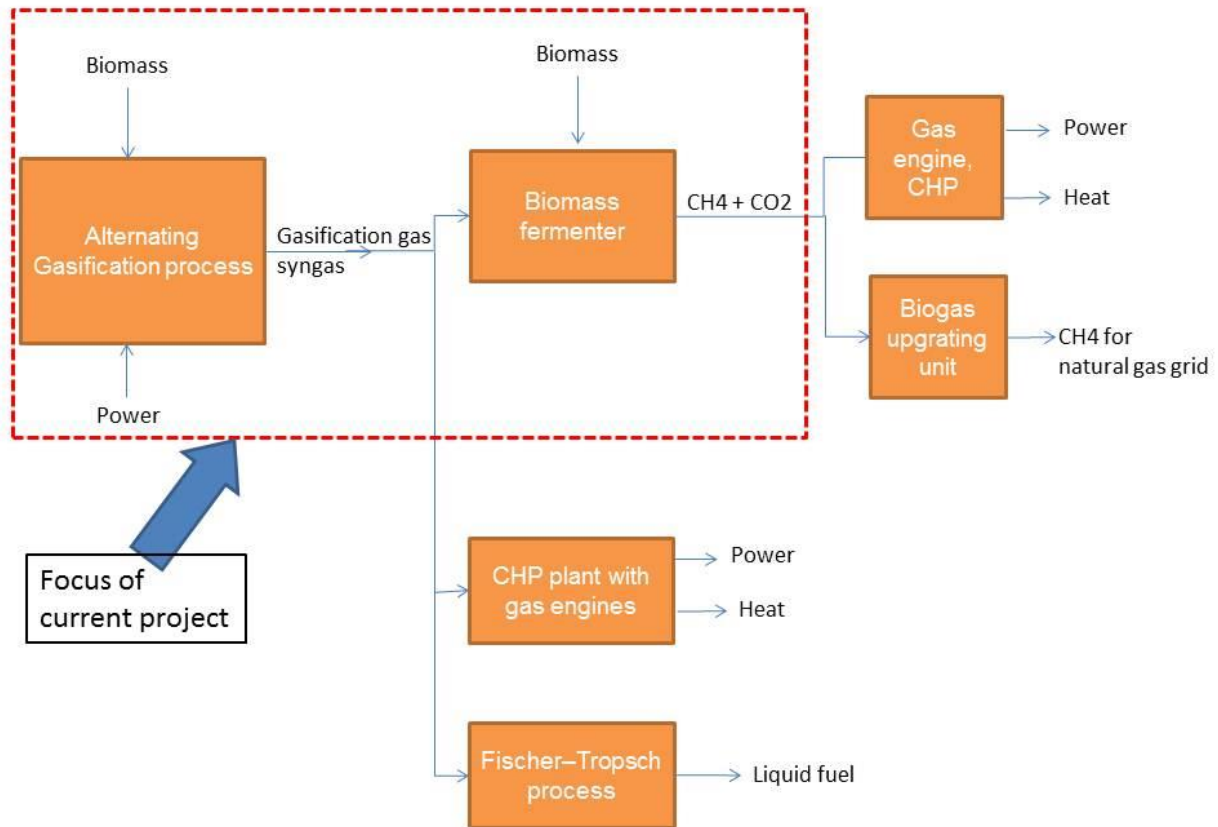 Biomass
Biomass
Alternating
Gasification process
Gasification gas
syngas
Power
Biomass
fermenter
CH4 + CO2
Gas
engine,
CHP
Power
Heat
Biogas
upgrating
unit
CH4 for
natural gas grid
Focus of
current project
CHP plant with
gas engines
Power
Heat
Fischer–Tropsch
process
Liquid fuel